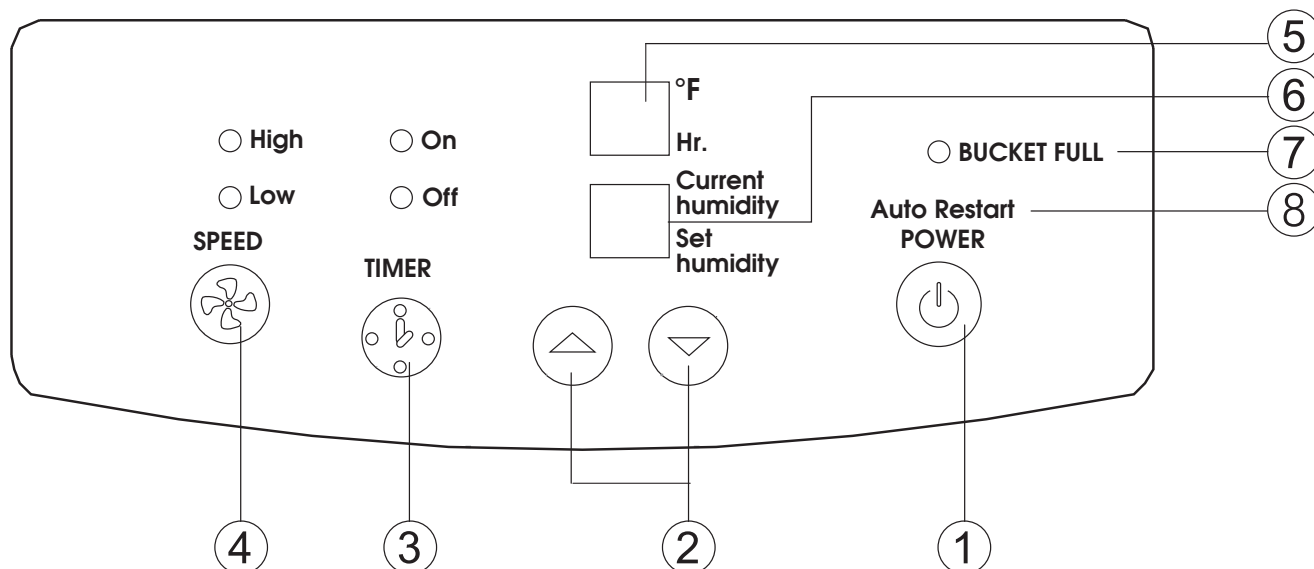 5
°F
6
Hr.
High
On
BUCKET FULL
7
Current
humidity
Low
Off
Auto Restart
8
POWER
SPEED
Set
humidity
TIMER
4
3
2
1